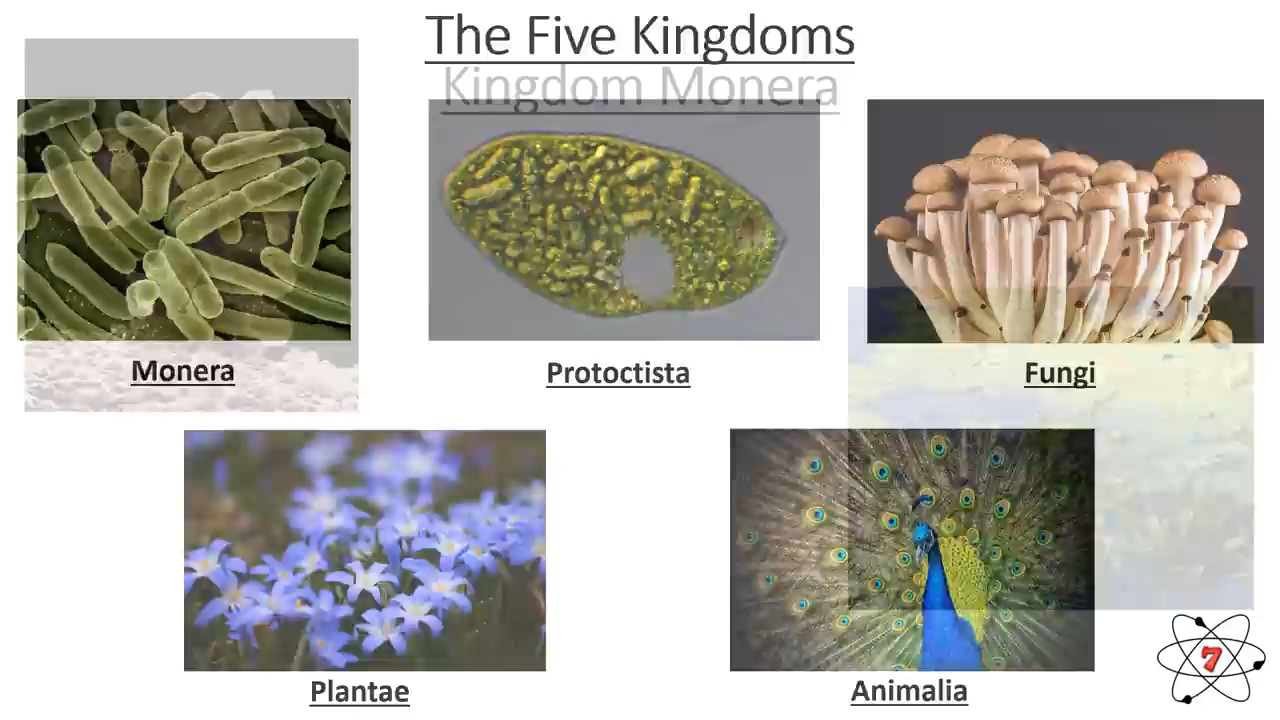 The Five Kingdoms
Kingdom Monera
Monera
Protoctista
Fungi
Plantae
Animalia
7